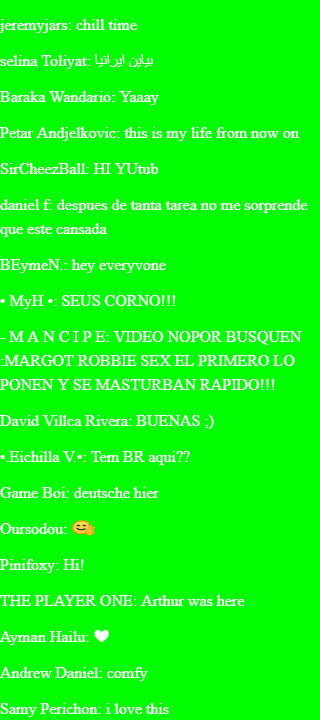 jeremyjars: chill time
selina Toliyat: بیاین ایرانیا
Baraka Wandario: Yaaay
Petar Andjelkovic: this is my life from now on
SirCheezBall: HI YUtub
daniel f: despues de tanta tarea no me sorprende
que este cansada
BEymeN.: hey everyvone
• MyH •: SEUS CORNO!!!
- M A N C I P E: VIDEO NOPOR BUSQUEN
:MARGOT ROBBIE SEX EL PRIMERO LO
PONEN Y SE MASTURBAN RAPIDO!!!
David Villca Rivera: BUENAS ;)
•.Eichilla V.•: Tem BR aqui??
Game Boi: deutsche hier
Oursodou: 🤗
Pinifoxy: Hi!
THE PLAYER ONE: Arthur was here
Ayman Hailu: ❤
Andrew Daniel: comfy
Samy Perichon: i love this